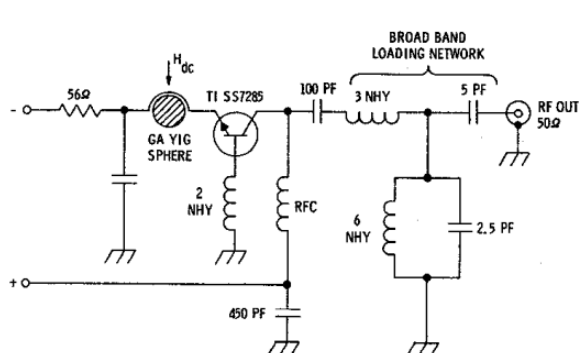 BROAD BAND
LOADING NETWORK
56Ω
H dc
TI SS7285
100 PF
3 NHY
5 PF
RF OUT
50Ω
-
GA YIG
SPHERE
2
NHY
RFC
6
NHY
2.5 PF
+
450 PF